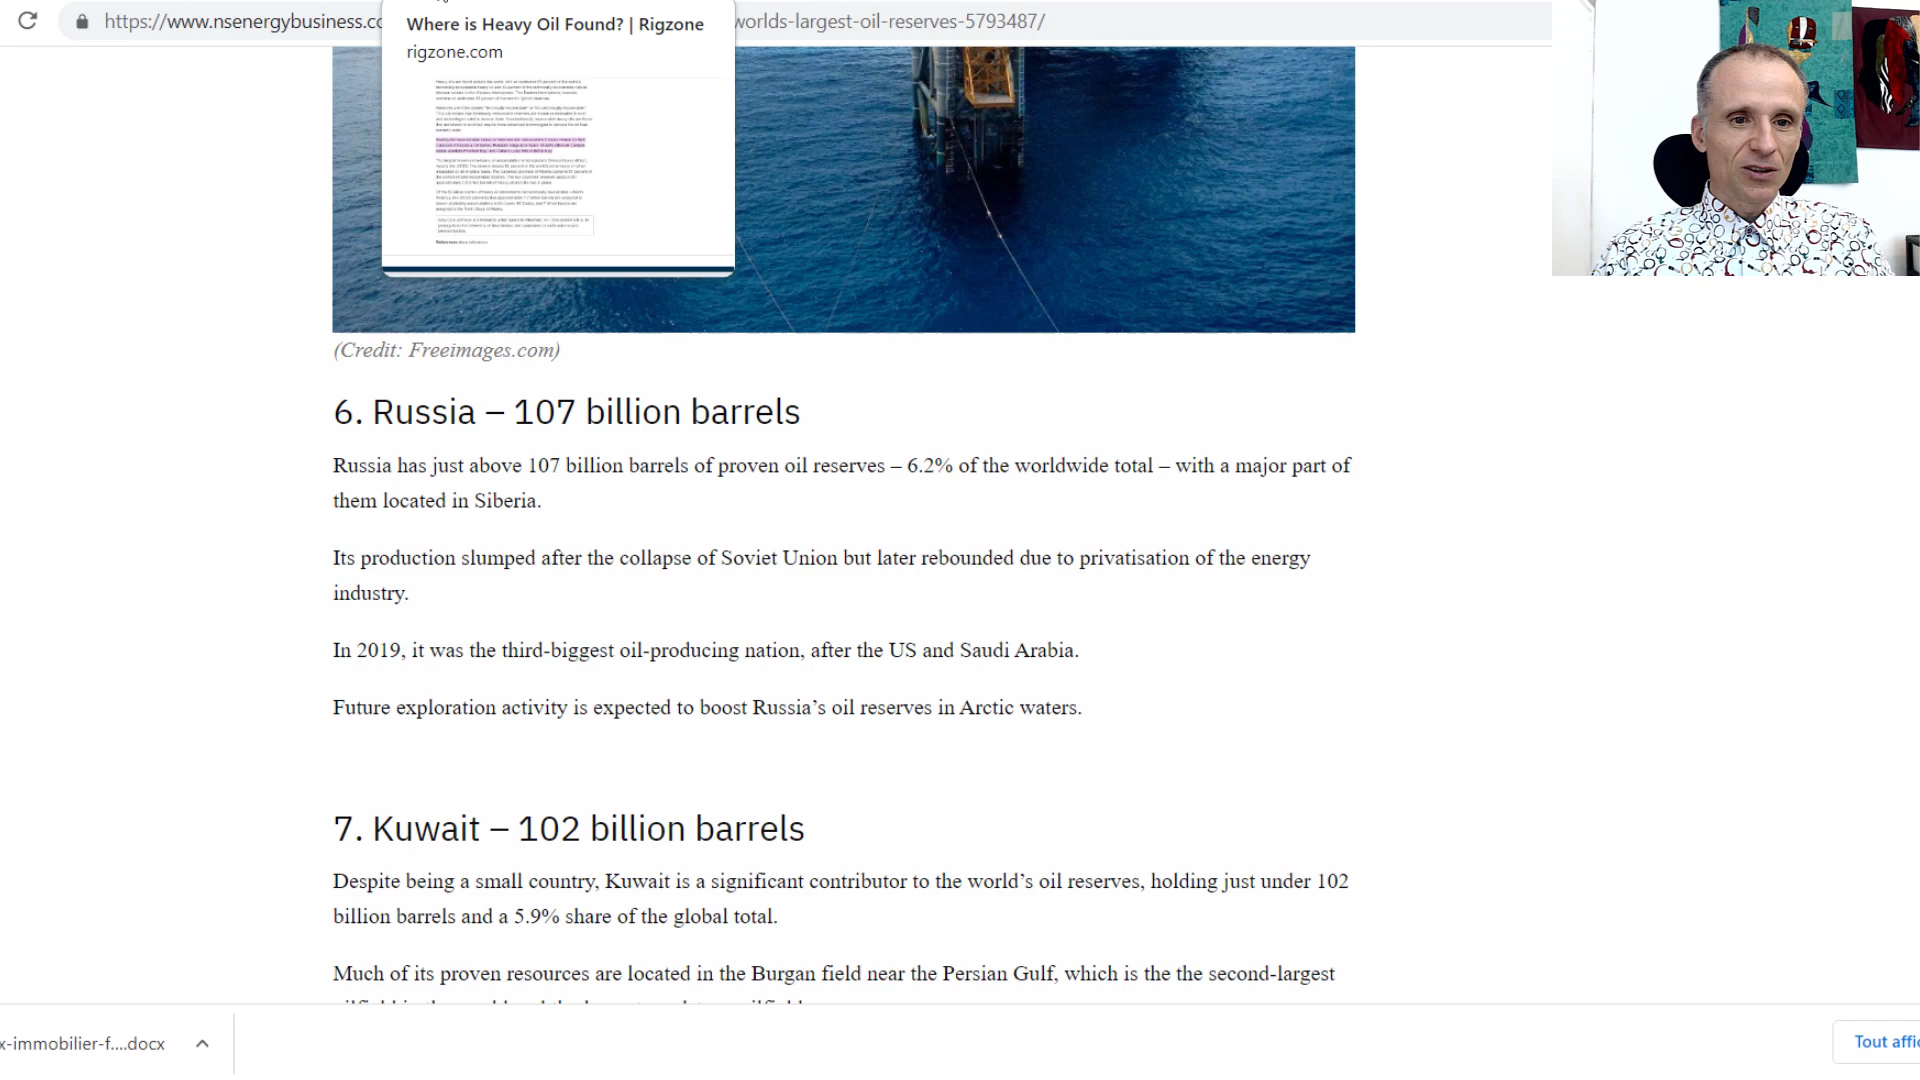 https://www.nsenergybusiness.co
worlds-largest-oil-reserves-5793487/
Where is Heavy Oil Found? | Rigzone
rigzone.com
(Credit: Freeimages.com)
6. Russia – 107 billion barrels
Russia has just above 107 billion barrels of proven oil reserves – 6.2% of the worldwide total – with a major part of
them located in Siberia.
Its production slumped after the collapse of Soviet Union but later rebounded due to privatisation of the energy
industry.
In 2019, it was the third-biggest oil-producing nation, after the US and Saudi Arabia.
Future exploration activity is expected to boost Russia’s oil reserves in Arctic waters.
7. Kuwait – 102 billion barrels
Despite being a small country, Kuwait is a significant contributor to the world’s oil reserves, holding just under 102
billion barrels and a 5.9% share of the global total.
Much of its proven resources are located in the Burgan field near the Persian Gulf, which is the the second-largest
x-immobilier-f....docx
Tout affic